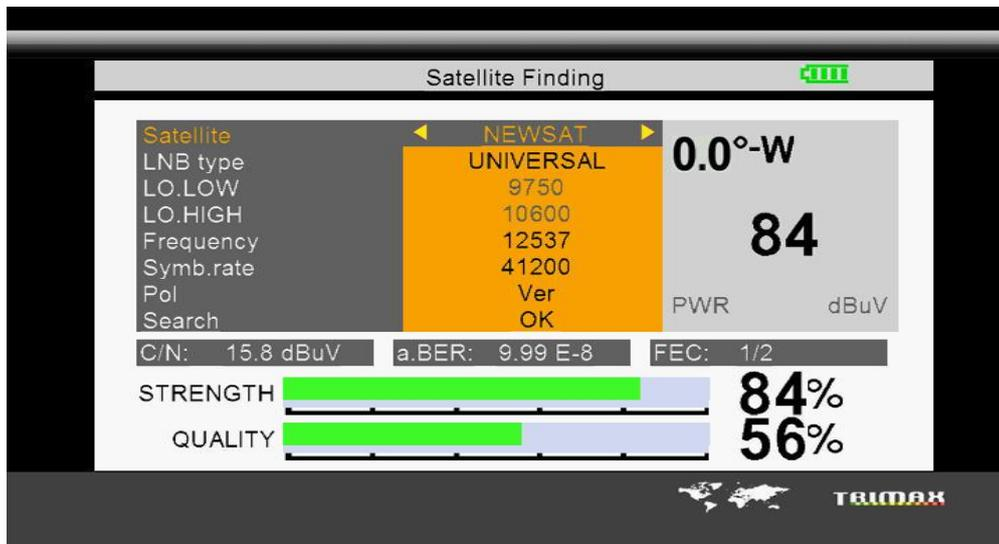 Satellite Finding
Satellite NEWSAT
LNB type UNIVERSAL
LO.LOW 9750
LO.HIGH 10600
Frequency 12537
Symb.rate 41200
Pol Ver
Search OK
0.0°-W
84
PWR dBuV
C/N: 15.8 dBuV a.BER: 9.99 E-8 FEC: 1/2
STRENGTH 84%
QUALITY 56%
TRIMAX